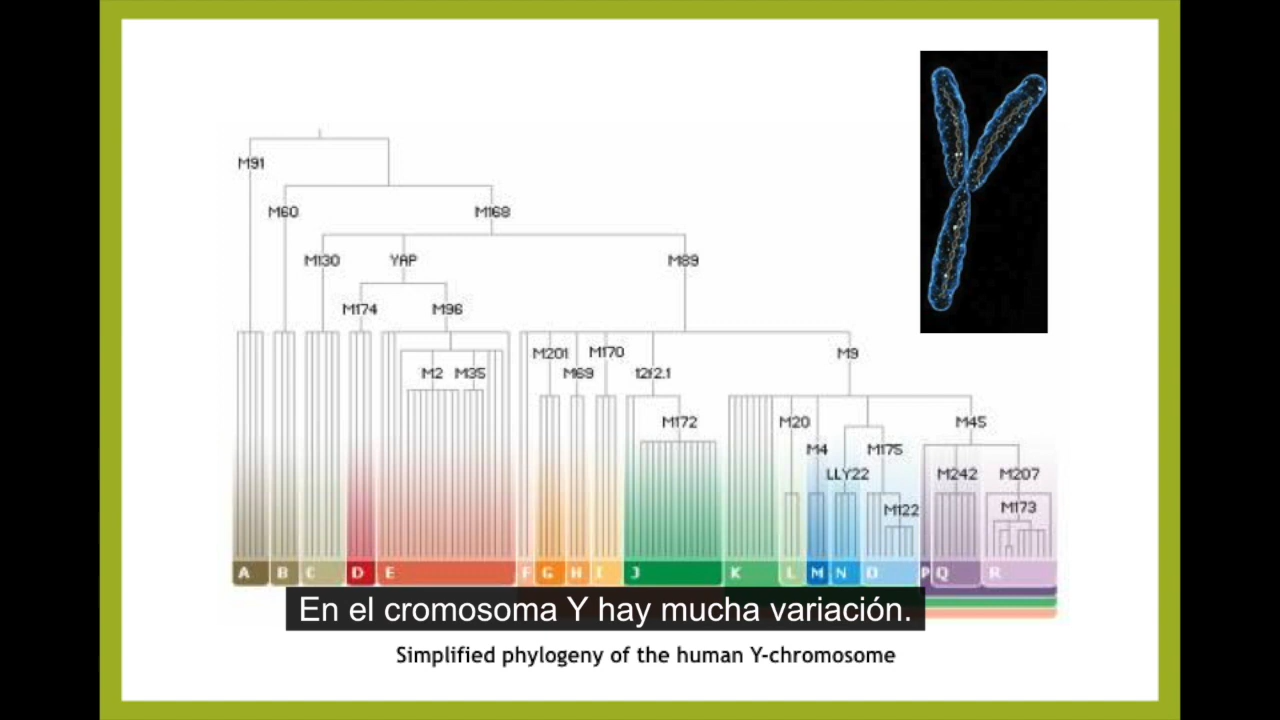 M91
M60 M168
M130 YAP M89
M174 M96
M201 M170 M9
M2 M35 M69 12f2.1
M172 M20 M45
M4 M175
LLY22 M242 M207
M122 M173
A B C D E F G H I J K L M N O P Q R
En el cromosoma Y hay mucha variación.
Simplified phylogeny of the human Y-chromosome